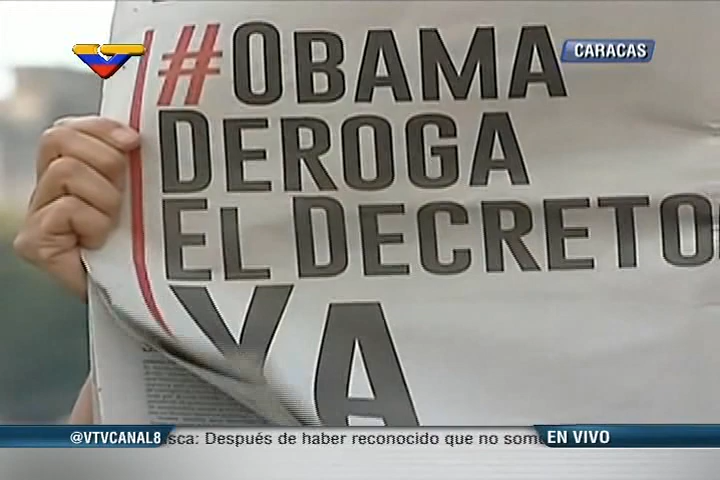 #OBAMA
DEROGA
EL DECRETO
YA
CARACAS
@VTVCANAL8
Después de haber reconocido que no
EN VIVO